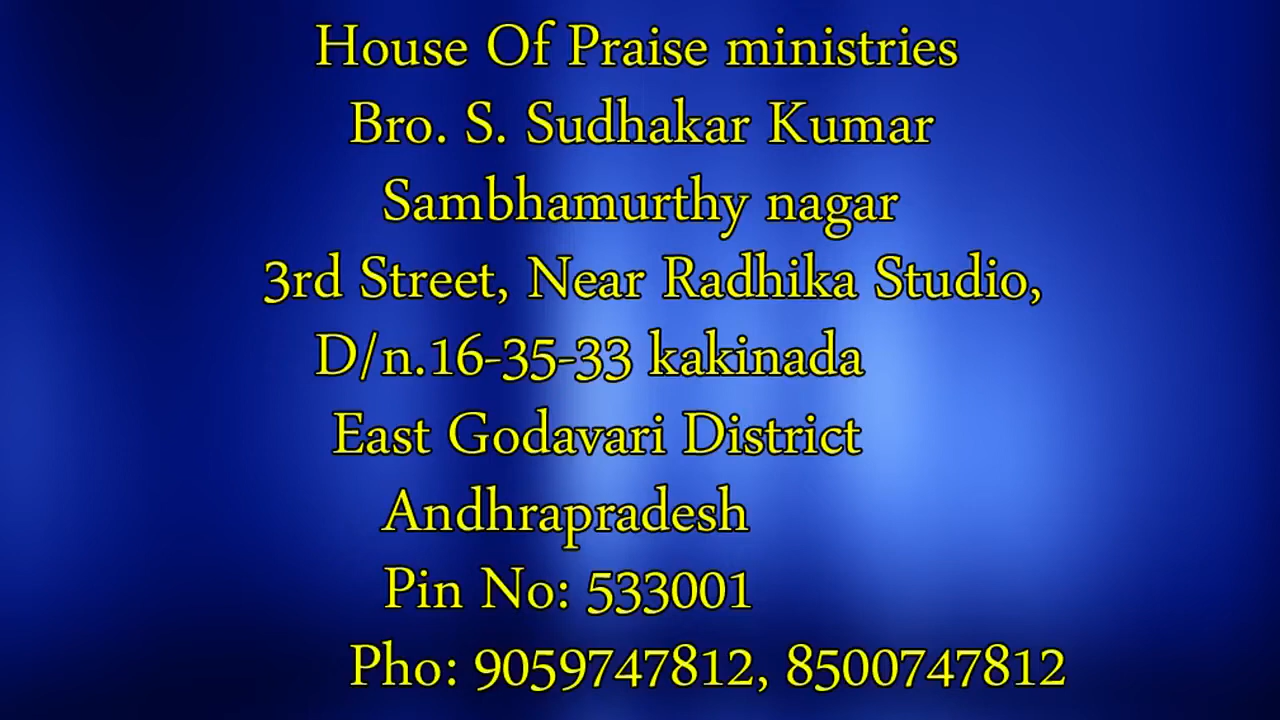 House Of Praise ministries
Bro. S. Sudhakar Kumar
Sambhamurthy nagar
3rd Street, Near Radhika Studio,
D/n.16-35-33 kakinada
East Godavari District
Andhrapradesh
Pin No: 533001
Pho: 9059747812, 8500747812